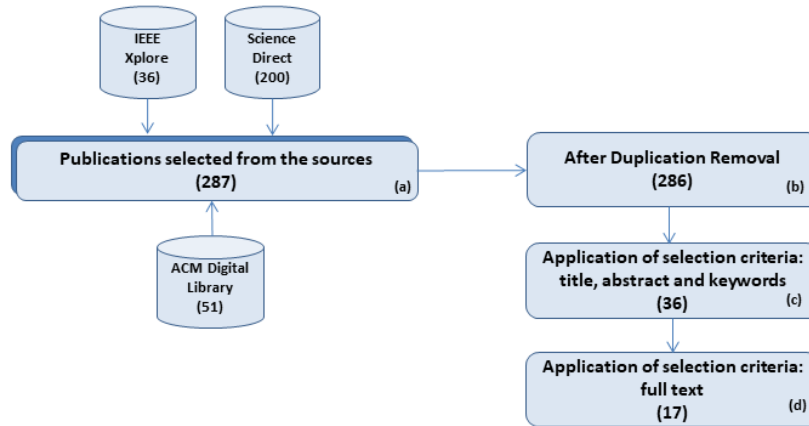 IEEE
Xplore
(36)
Science
Direct
(200)
Publications selected from the sources
(287)
(a)
ACM Digital
Library
(51)
After Duplication Removal
(286)
(b)
Application of selection criteria:
title, abstract and keywords
(36)
(c)
Application of selection criteria:
full text
(17)
(d)